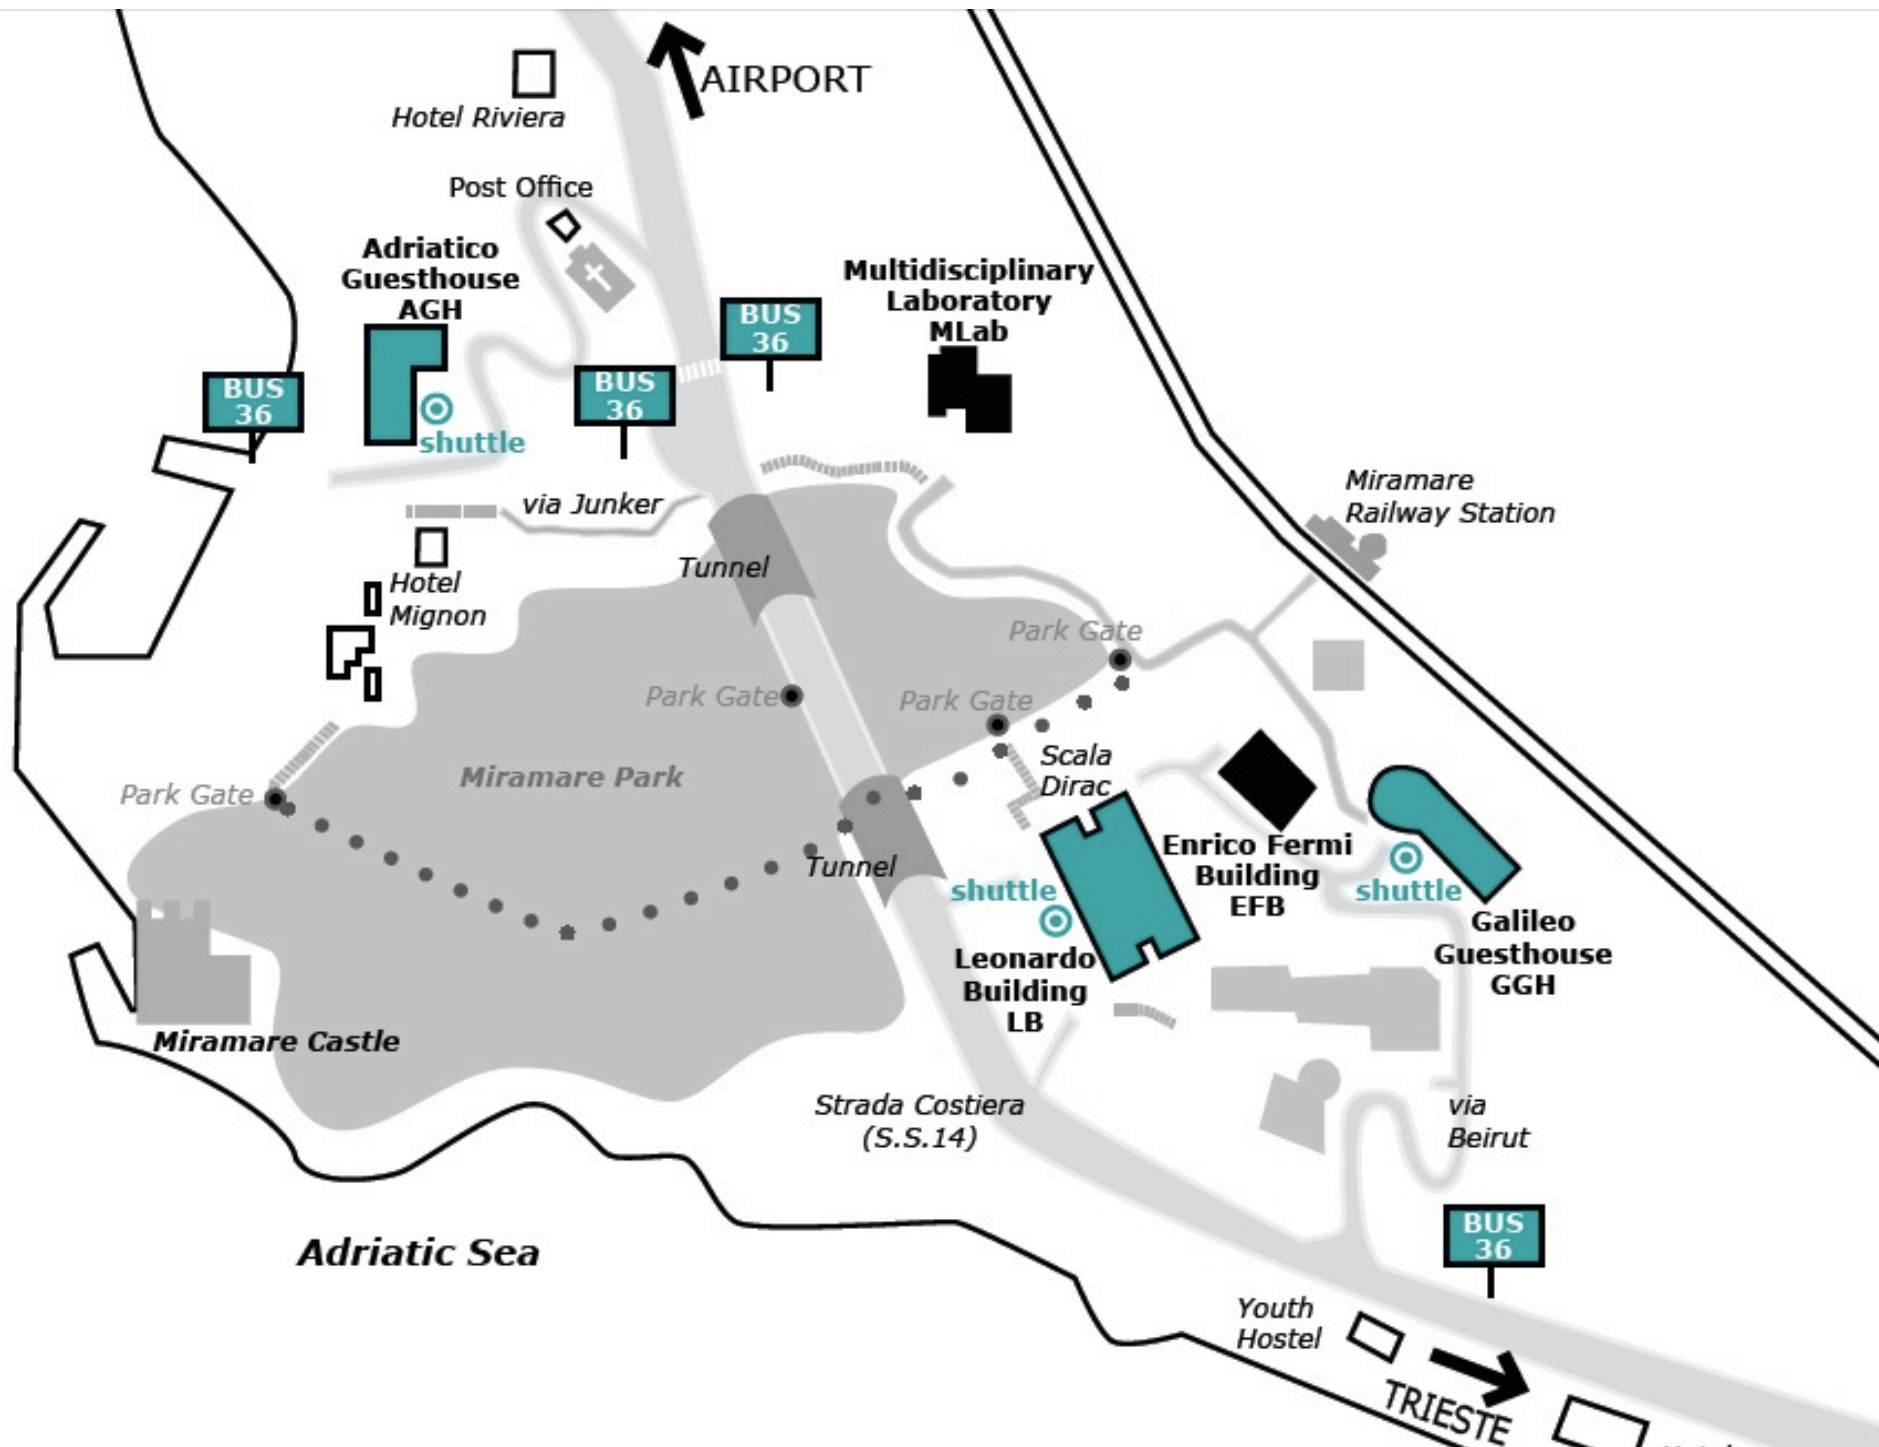 AIRPORT
Hotel Riviera
Post Office
Adriatico
Guesthouse
AGH
Multidisciplinary
Laboratory
MLab
BUS
36
BUS
36
BUS
36
shuttle
via Junker
Miramare
Railway Station
Tunnel
Hotel
Mignon
Park Gate
Park Gate
Park Gate
Scala
Dirac
Miramare Park
Park Gate
Tunnel
Enrico Fermi
Building
EFB
shuttle
shuttle
Galileo
Guesthouse
GGH
Leonardo
Building
LB
Miramare Castle
Strada Costiera
(S.S.14)
via
Beirut
BUS
36
Adriatic Sea
Youth
Hostel
TRIESTE